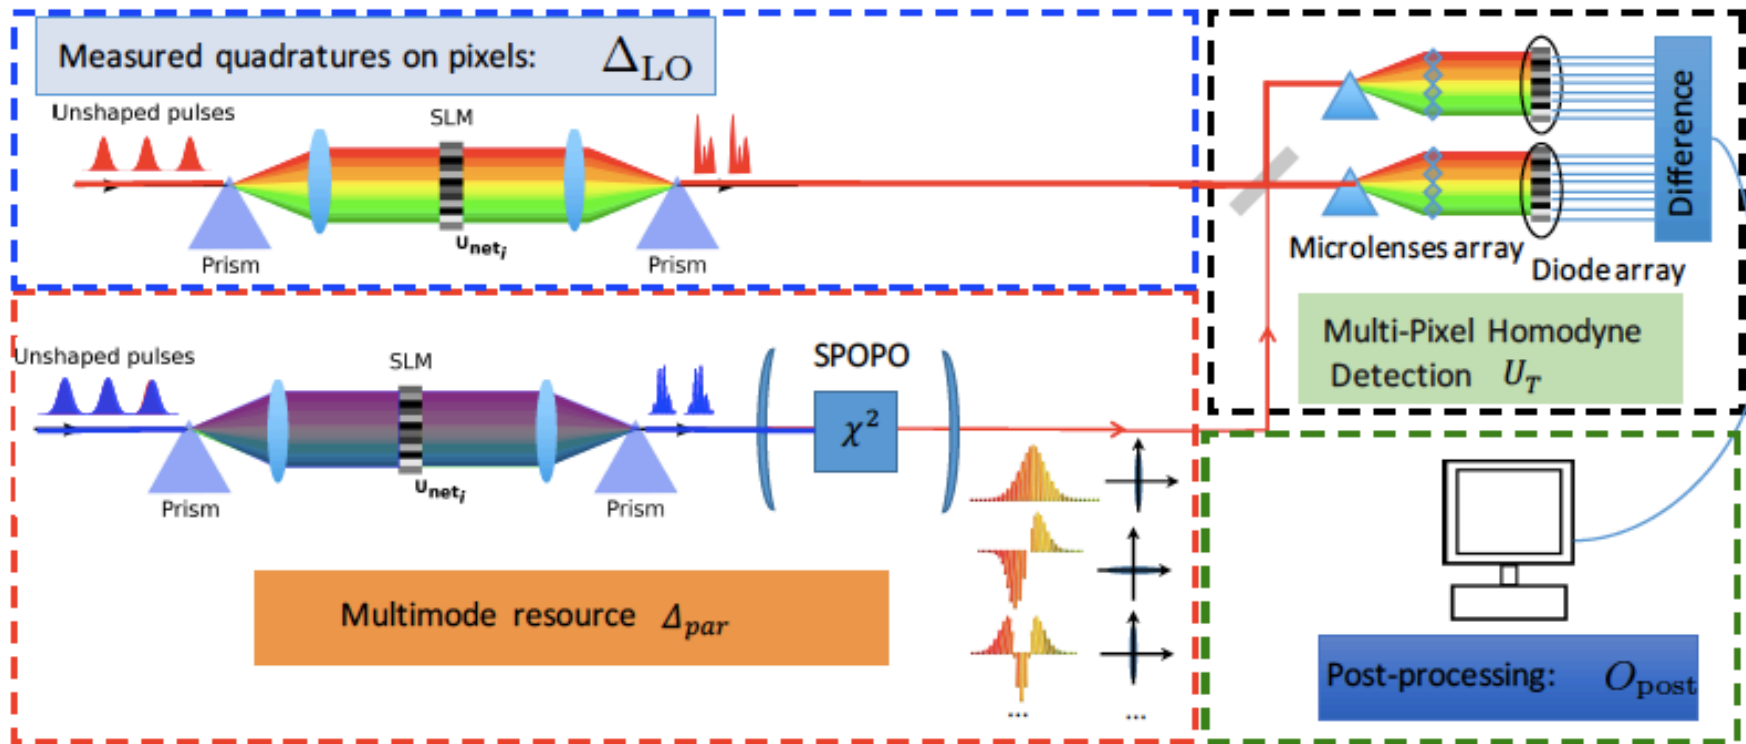 Measured quadratures on pixels: Δ_LO
Unshaped pulses
SLM
U_net_i
Prism
Prism
Difference
Microlenses array
Diode array
Multi-Pixel Homodyne
Detection U_T
Unshaped pulses
SLM
U_net_i
Prism
Prism
SPOPO
χ²
Multimode resource Δ_par
...
...
Post-processing: O_post